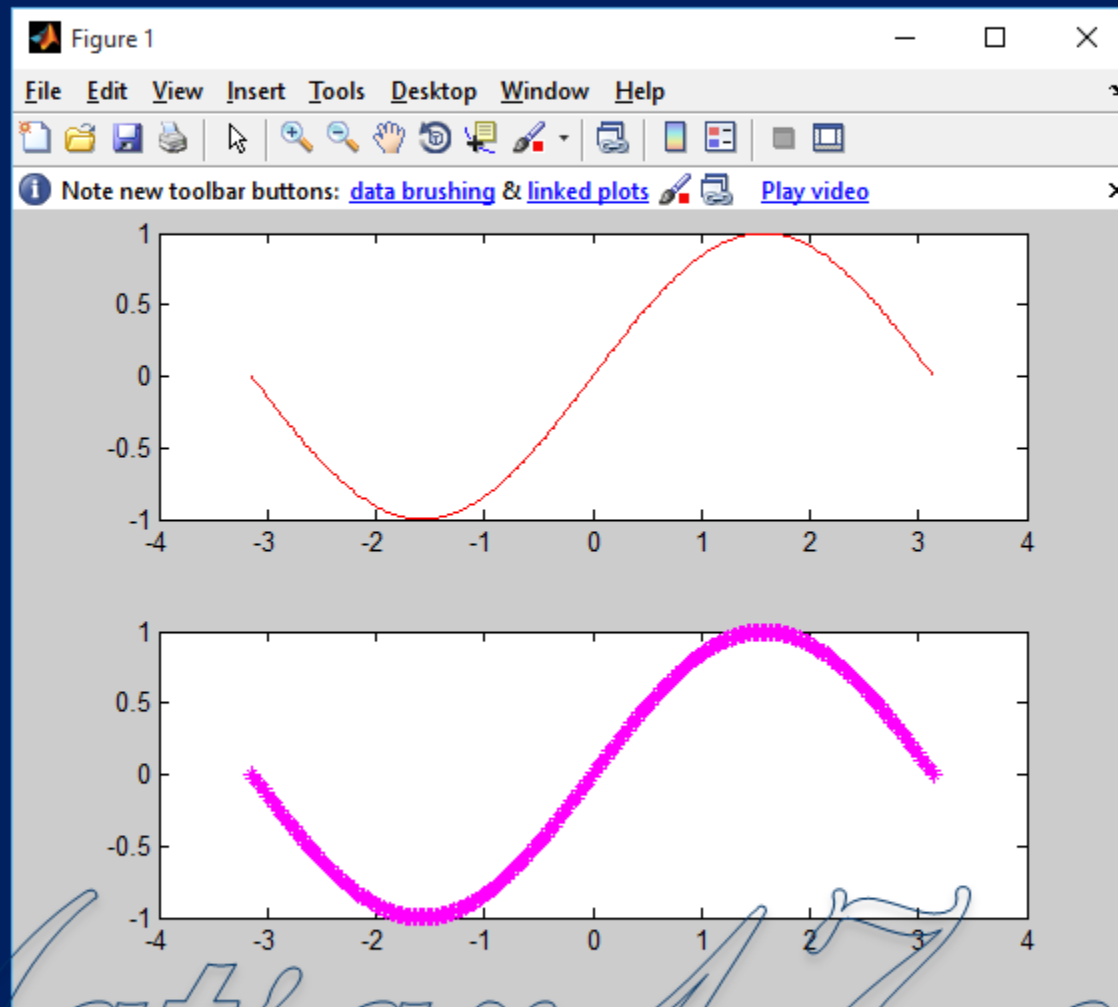 Figure 1
File Edit View Insert Tools Desktop Window Help
Note new toolbar buttons: data brushing & linked plots Play video
1
0.5
0
-0.5
-1
-4 -3 -2 -1 0 1 2 3 4
1
0.5
0
-0.5
-1
-4 -3 -2 -1 0 1 2 3 4